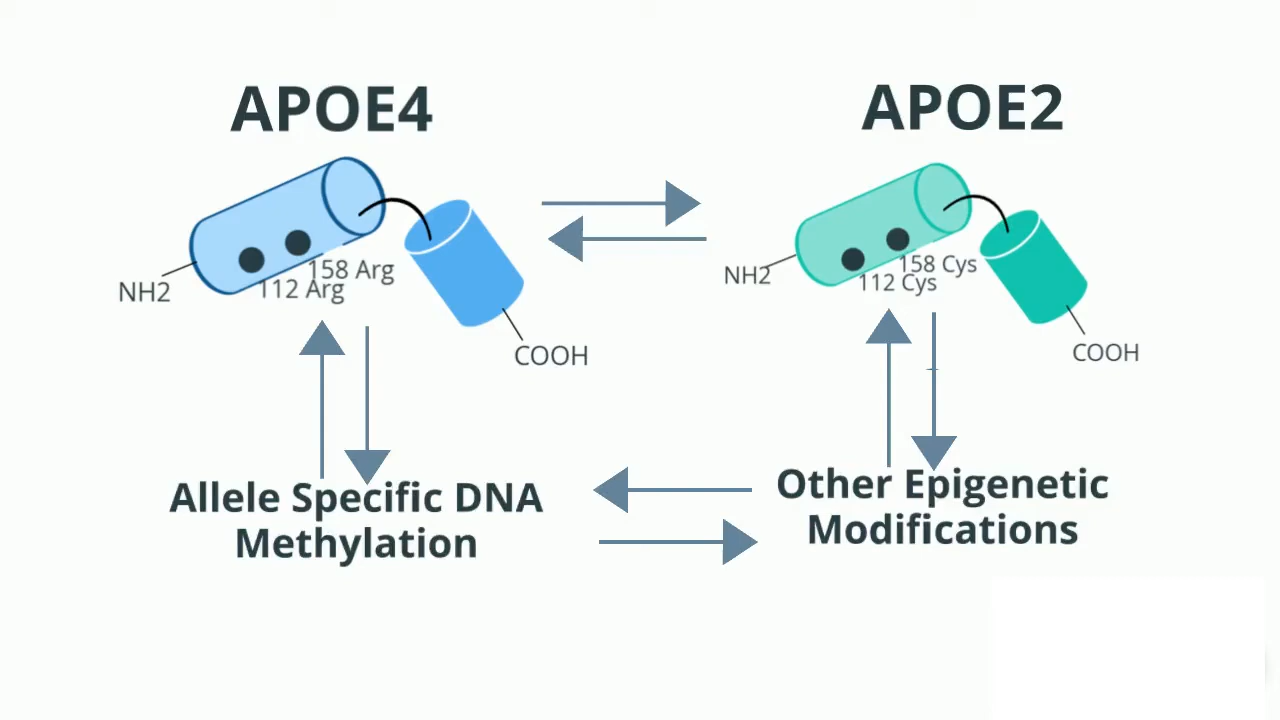 APOE4
APOE2
NH2
158 Arg
112 Arg
COOH
NH2
158 Cys
112 Cys
COOH
Allele Specific DNA
Methylation
Other Epigenetic
Modifications